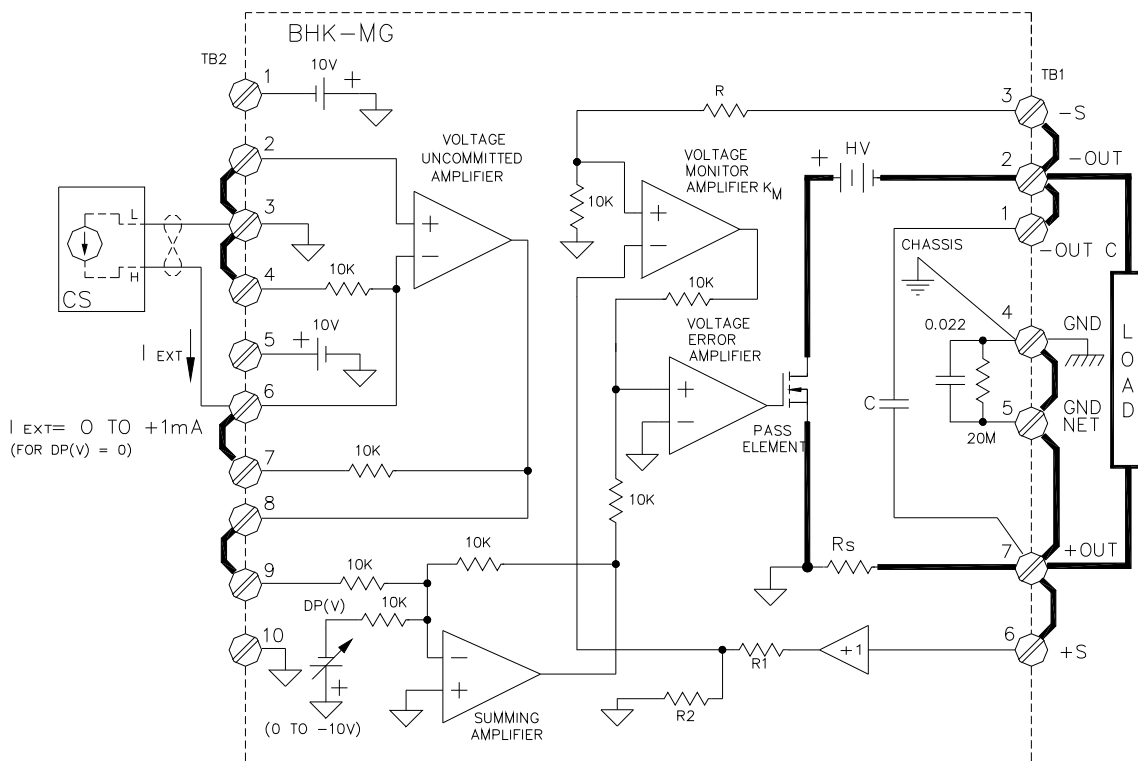 BHK-MG
TB2
TB1
1
10V
+
2
3
4
10K
5
+
10V
6
7
10K
8
9
10K
10
VOLTAGE
UNCOMMITTED
AMPLIFIER
+
−
L
H
CS
I EXT
I EXT= 0 TO +1mA
(FOR DP(V) = 0)
DP(V)
10K
10K
+
(0 TO -10V)
−
+
SUMMING
AMPLIFIER
R
10K
+
−
VOLTAGE
MONITOR
AMPLIFIER KM
10K
VOLTAGE
ERROR
AMPLIFIER
+
−
10K
PASS
ELEMENT
+
HV
Rs
R1
R2
+1
C
CHASSIS
0.022
20M
3
-S
2
-OUT
1
-OUT C
4
GND
5
GND
NET
7
+OUT
6
+S
LOAD